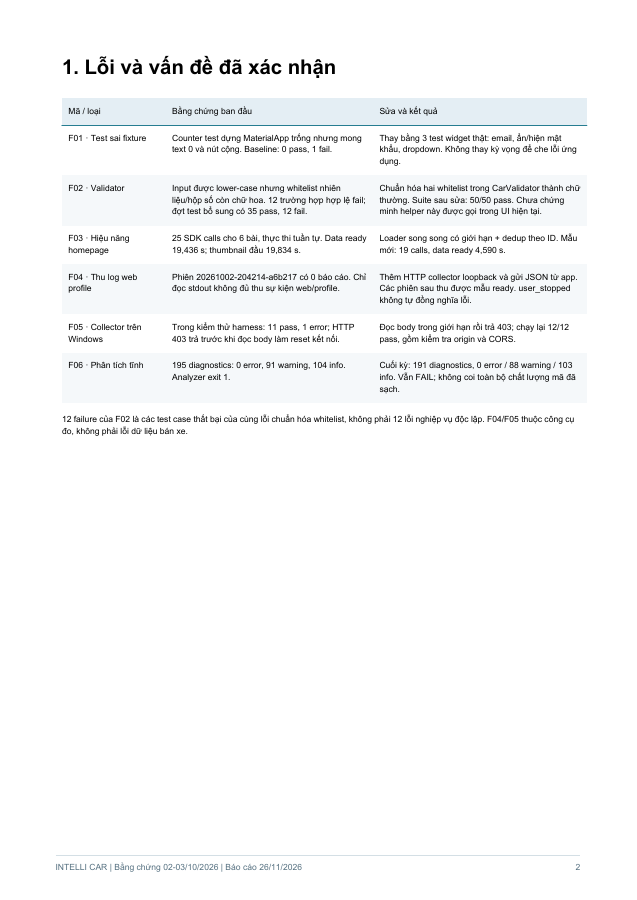 1. Lỗi và vấn đề đã xác nhận
Mã / loại
Bằng chứng ban đầu
Sửa và kết quả
F01 · Test sai fixture
Counter test dựng MaterialApp trống nhưng mong
text 0 và nút cộng. Baseline: 0 pass, 1 fail.
Thay bằng 3 test widget thật: email, ẩn/hiện mật
khẩu, dropdown. Không thay kỳ vọng để che lỗi ứng
dụng.
F02 · Validator
Input được lower-case nhưng whitelist nhiên
liệu/hộp số còn chữ hoa. 12 trường hợp hợp lệ fail;
đợt test bổ sung có 35 pass, 12 fail.
Chuẩn hóa hai whitelist trong CarValidator thành chữ
thường. Suite sau sửa: 50/50 pass. Chưa chứng
minh helper này được gọi trong UI hiện tại.
F03 · Hiệu năng
homepage
25 SDK calls cho 6 bài, thực thi tuần tự. Data ready
19,436 s; thumbnail đầu 19,834 s.
Loader song song có giới hạn + dedup theo ID. Mẫu
mới: 19 calls, data ready 4,590 s.
F04 · Thu log web
profile
Phiên 20261002-204214-a6b217 có 0 báo cáo. Chỉ
đọc stdout không đủ thu sự kiện web/profile.
Thêm HTTP collector loopback và gửi JSON từ app.
Các phiên sau thu được mẫu ready. user_stopped
không tự đồng nghĩa lỗi.
F05 · Collector trên
Windows
Trong kiểm thử harness: 11 pass, 1 error; HTTP
403 trả trước khi đọc body làm reset kết nối.
Đọc body trong giới hạn rồi trả 403; chạy lại 12/12
pass, gồm kiểm tra origin và CORS.
F06 · Phân tích tĩnh
195 diagnostics: 0 error, 91 warning, 104 info.
Analyzer exit 1.
Cuối kỳ: 191 diagnostics, 0 error / 88 warning / 103
info. Vẫn FAIL; không coi toàn bộ chất lượng mã đã
sạch.
12 failure của F02 là các test case thất bại của cùng lỗi chuẩn hóa whitelist, không phải 12 lỗi nghiệp vụ độc lập. F04/F05 thuộc công cụ
đo, không phải lỗi dữ liệu bán xe.
INTELLI CAR | Bằng chứng 02-03/10/2026 | Báo cáo 26/11/2026
2